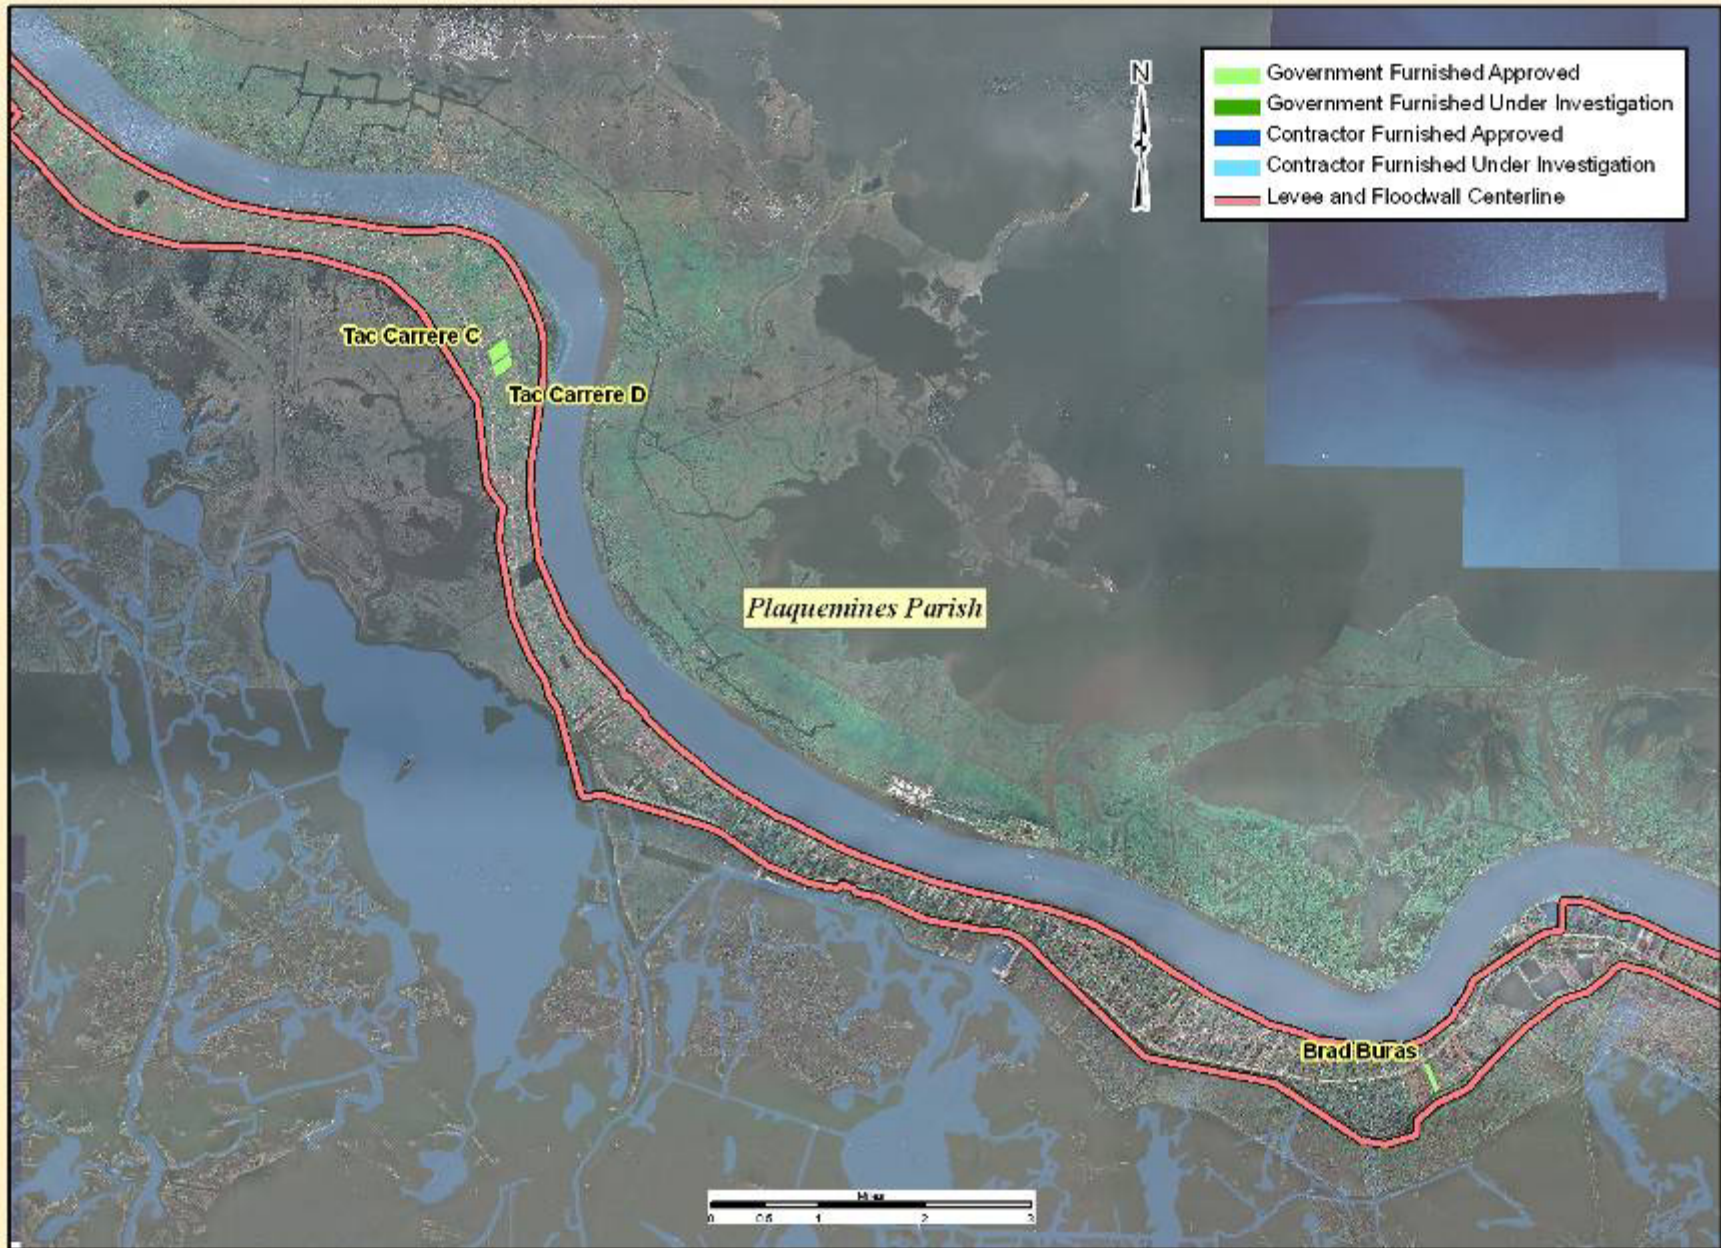 N
Government Furnished Approved
Government Furnished Under Investigation
Contractor Furnished Approved
Contractor Furnished Under Investigation
Levee and Floodwall Centerline
Tac Carrere C
Tac Carrere D
Plaquemines Parish
Brad Buras
Miles
0 0.5 1 2 3